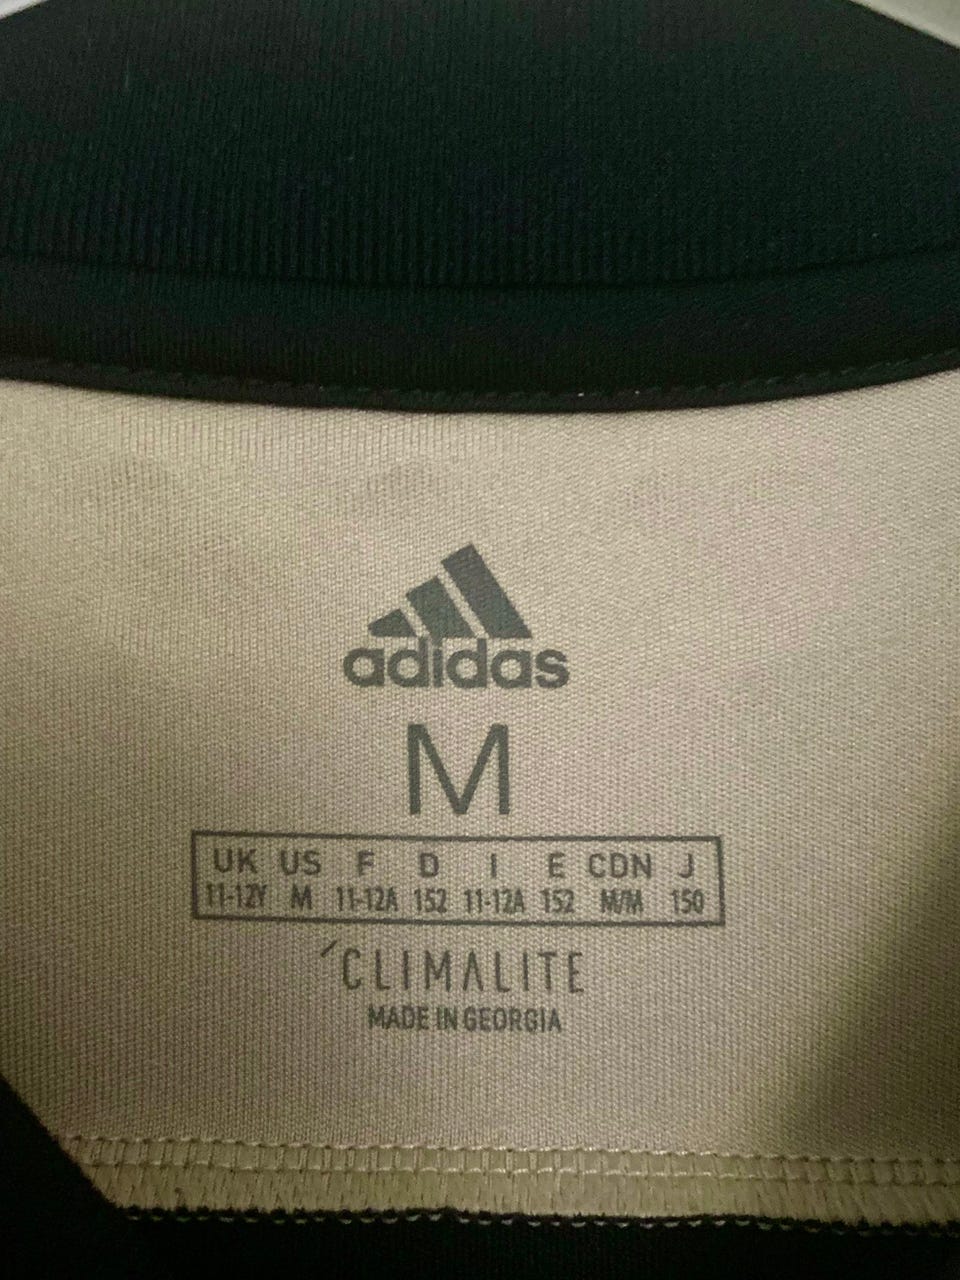 adidas
M
UK US F D I E CDN J
11-12Y M 11-12A 152 11-12A 152 M/M 150
´CLIMALITE
MADE IN GEORGIA